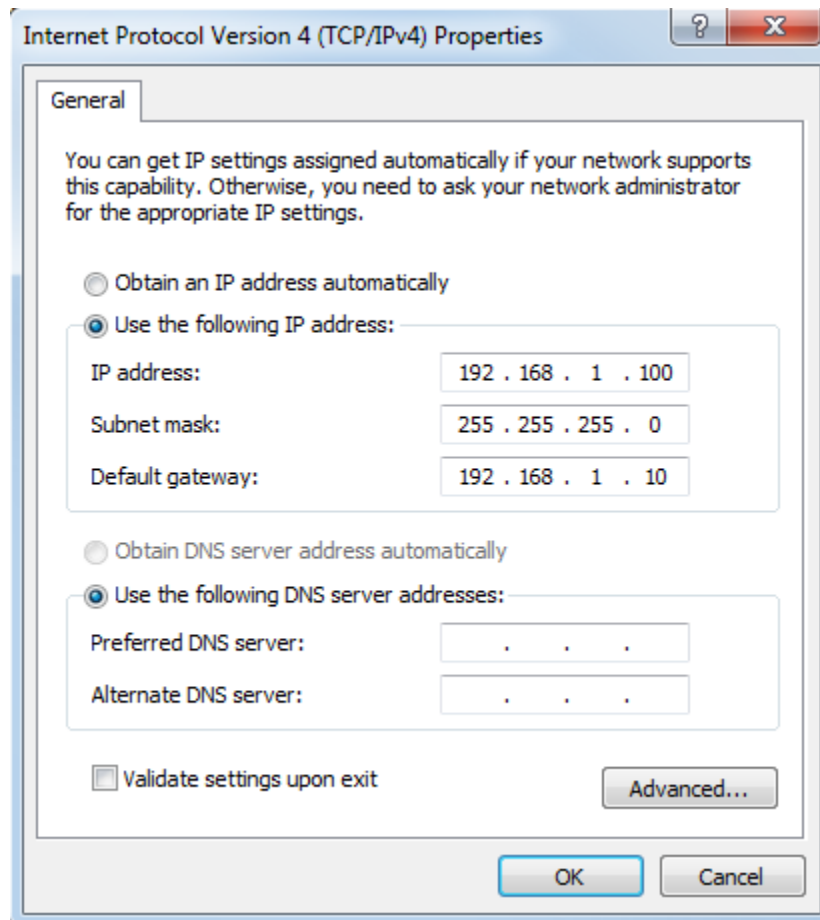 Internet Protocol Version 4 (TCP/IPv4) Properties
General
You can get IP settings assigned automatically if your network supports
this capability. Otherwise, you need to ask your network administrator
for the appropriate IP settings.
Obtain an IP address automatically
Use the following IP address:
IP address: 192 . 168 . 1 . 100
Subnet mask: 255 . 255 . 255 . 0
Default gateway: 192 . 168 . 1 . 10
Obtain DNS server address automatically
Use the following DNS server addresses:
Preferred DNS server: . . .
Alternate DNS server: . . .
Validate settings upon exit
Advanced...
OK Cancel